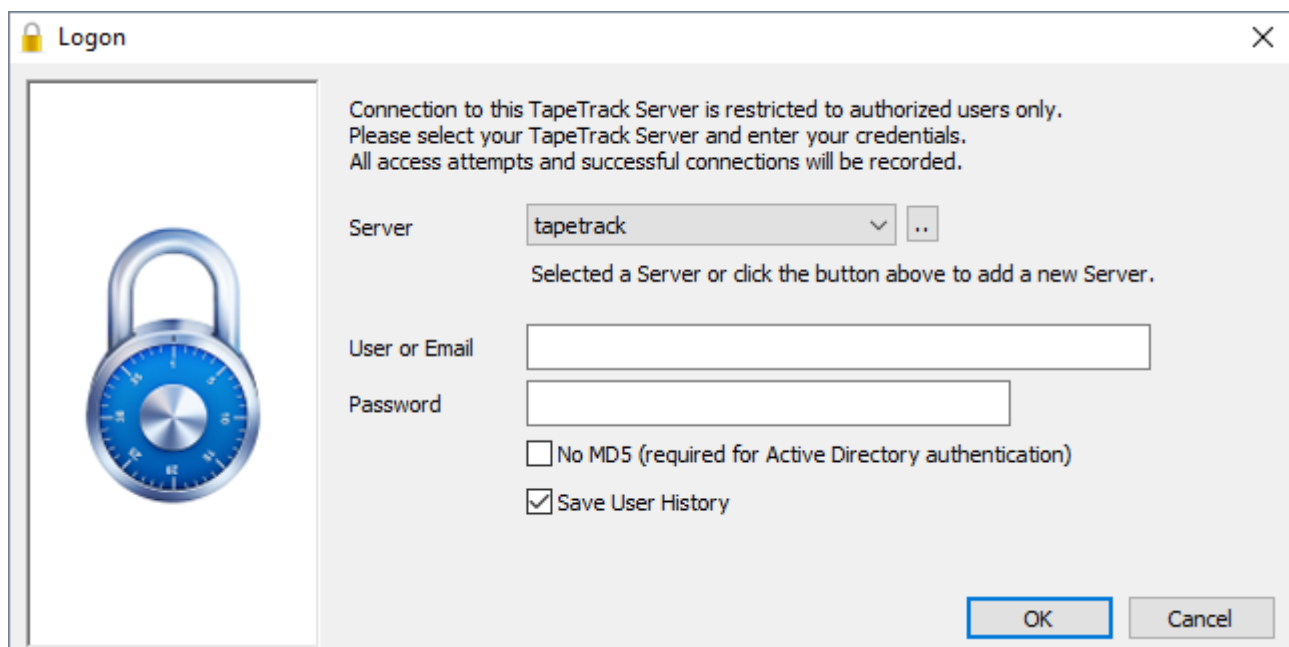 Logon
Connection to this TapeTrack Server is restricted to authorized users only.
Please select your TapeTrack Server and enter your credentials.
All access attempts and successful connections will be recorded.
Server tapetrack ..
Selected a Server or click the button above to add a new Server.
User or Email
Password
No MD5 (required for Active Directory authentication)
Save User History
OK Cancel